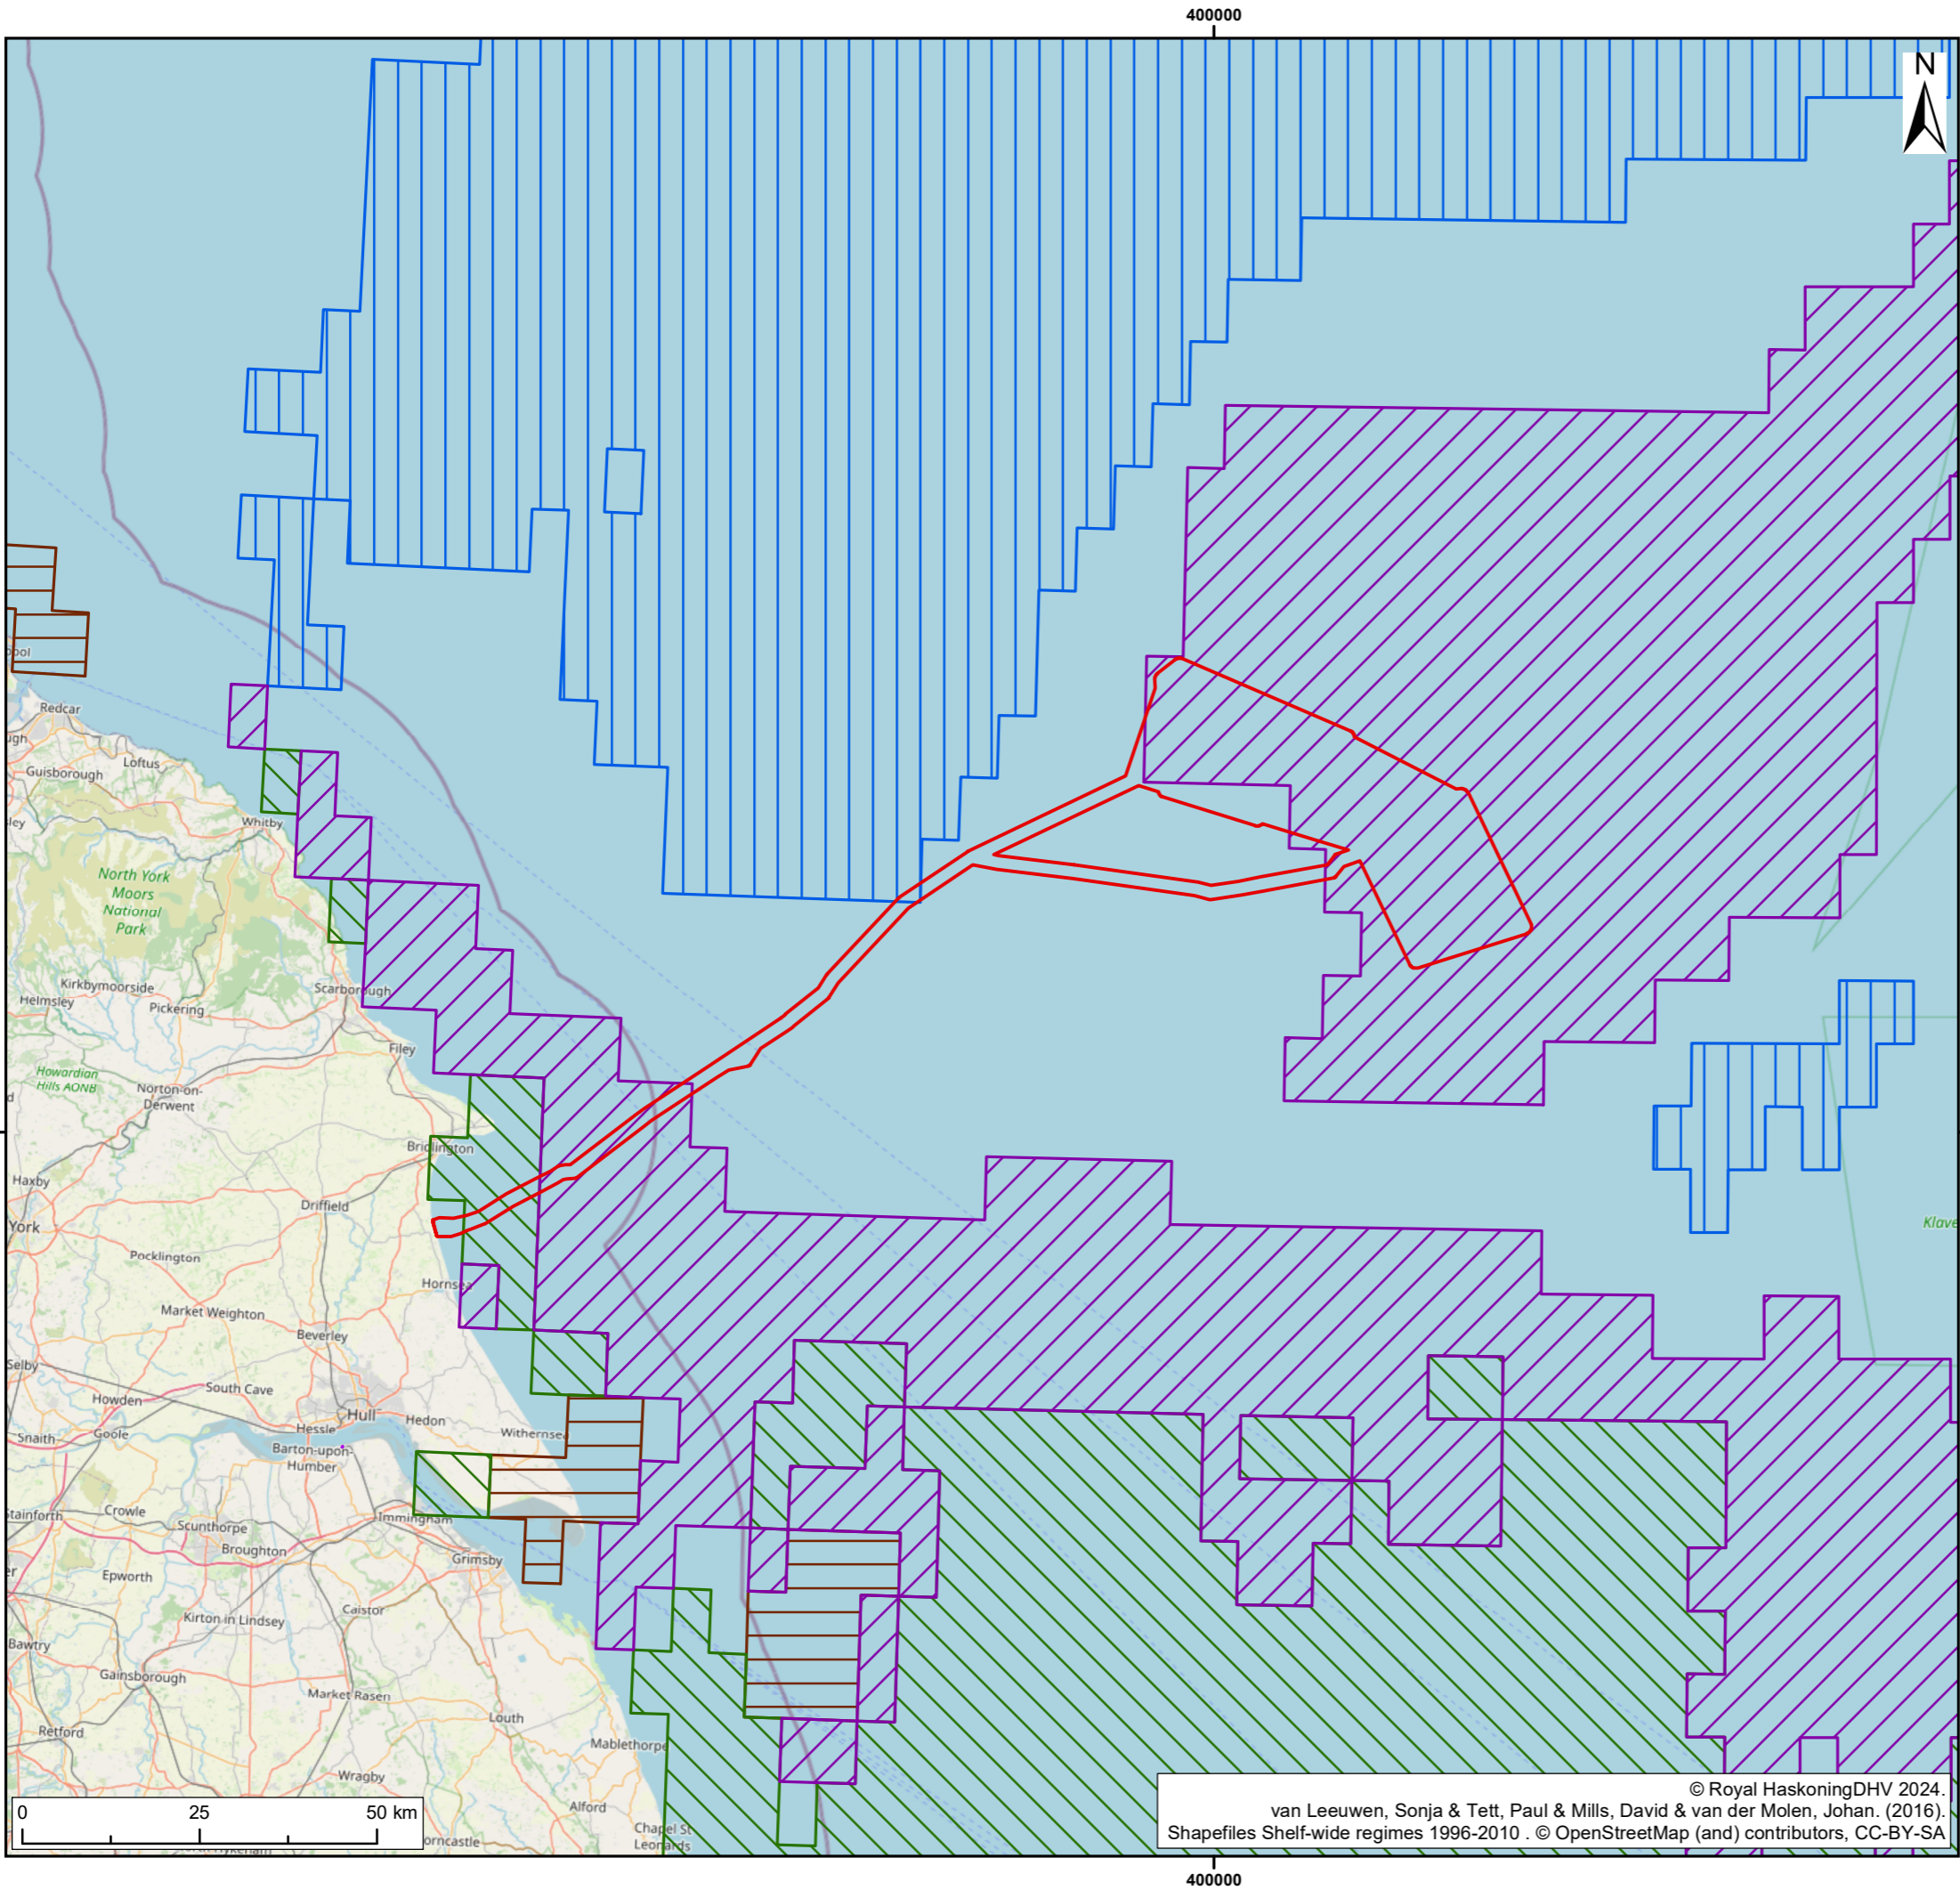 400000
N
Redcar
Loftus
Guisborough
Whitby
North York
Moors
National
Park
Kirkbymoorside
Helmsley
Pickering
Scarborough
Filey
Howardian
Hills AONB
Norton-on-
Derwent
Bridlington
Haxby
Driffield
York
Pocklington
Klave
Hornsea
Market Weighton
Beverley
Selby
South Cave
Howden
Hull
Hedon
Hessle
Withernsea
Snaith
Goole
Barton-upon-
Humber
Crowle
Stainforth
Immingham
Scunthorpe
Broughton
Grimsby
Epworth
Caistor
Kirton in Lindsey
Bawtry
Gainsborough
Market Rasen
Louth
Retford
Mablethorpe
Wragby
Alford
Chapel St
Leonards
orncastle
0 25 50 km
© Royal HaskoningDHV 2024.
van Leeuwen, Sonja & Tett, Paul & Mills, David & van der Molen, Johan. (2016).
Shapefiles Shelf-wide regimes 1996-2010 . © OpenStreetMap (and) contributors, CC-BY-SA
400000